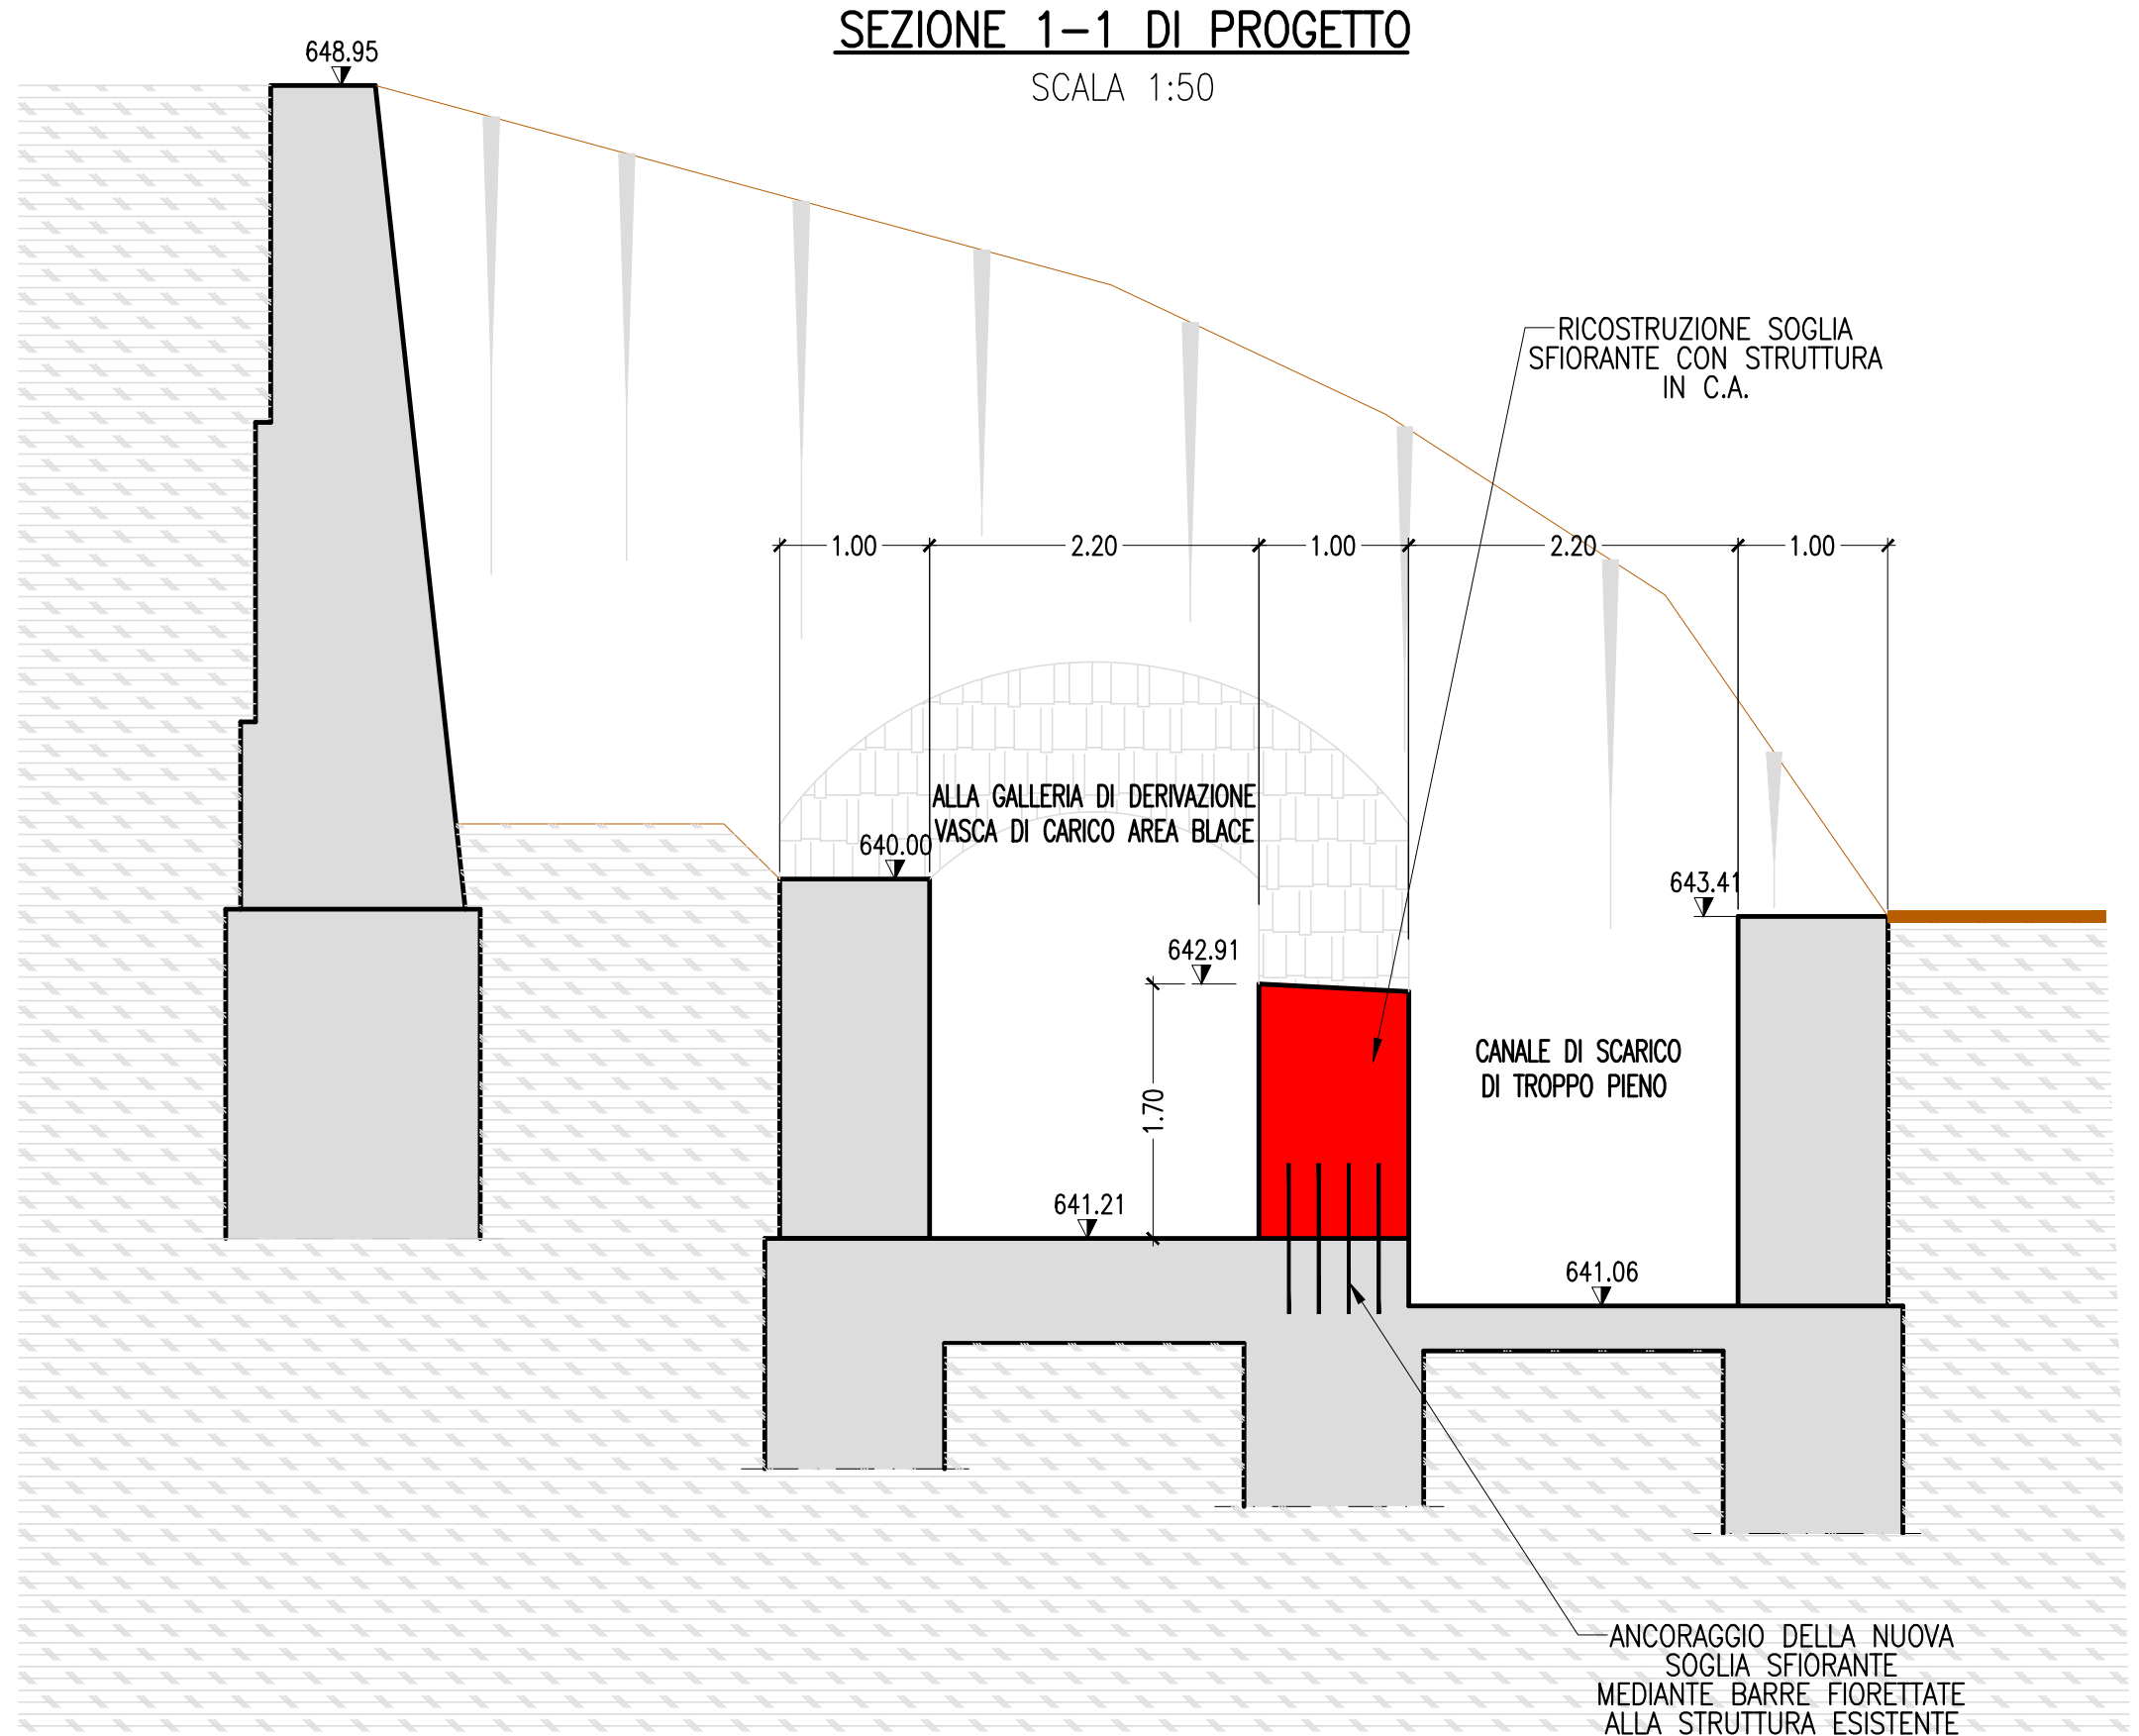 SEZIONE 1-1 DI PROGETTO
SCALA 1:50
648.95
RICOSTRUZIONE SOGLIA
SFIORANTE CON STRUTTURA
IN C.A.
1.00
2.20
1.00
2.20
1.00
ALLA GALLERIA DI DERIVAZIONE
VASCA DI CARICO AREA BLACE
640.00
643.41
642.91
CANALE DI SCARICO
DI TROPPO PIENO
1.70
641.21
641.06
ANCORAGGIO DELLA NUOVA
SOGLIA SFIORANTE
MEDIANTE BARRE FIORETTATE
ALLA STRUTTURA ESISTENTE